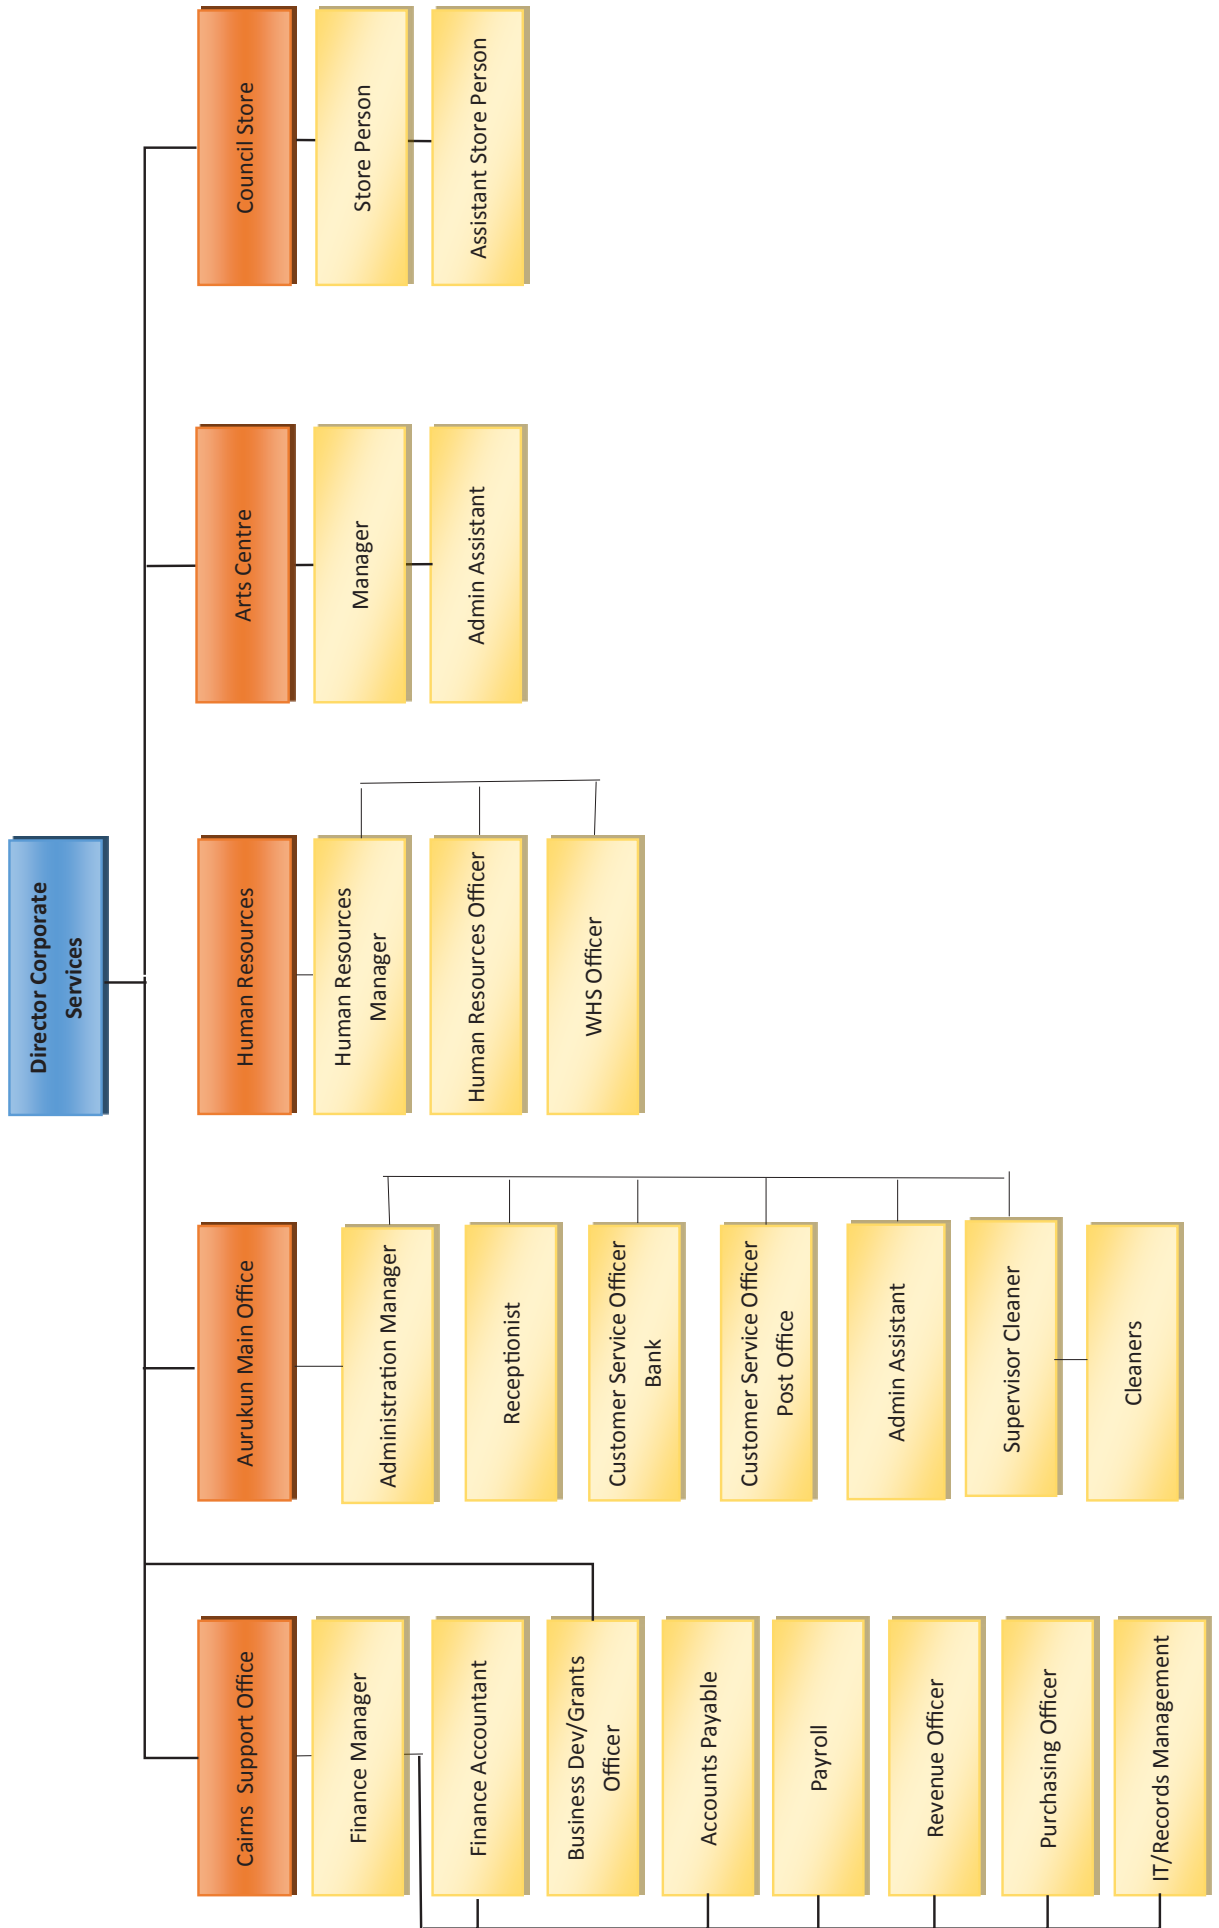 Director Corporate
Services
Cairns Support Office
Finance Manager
Finance Accountant
Business Dev/Grants
Officer
Accounts Payable
Payroll
Revenue Officer
Purchasing Officer
IT/Records Management
Aurukun Main Office
Administration Manager
Receptionist
Customer Service Officer
Bank
Customer Service Officer
Post Office
Admin Assistant
Supervisor Cleaner
Cleaners
Human Resources
Human Resources
Manager
Human Resources Officer
WHS Officer
Arts Centre
Manager
Admin Assistant
Council Store
Store Person
Assistant Store Person